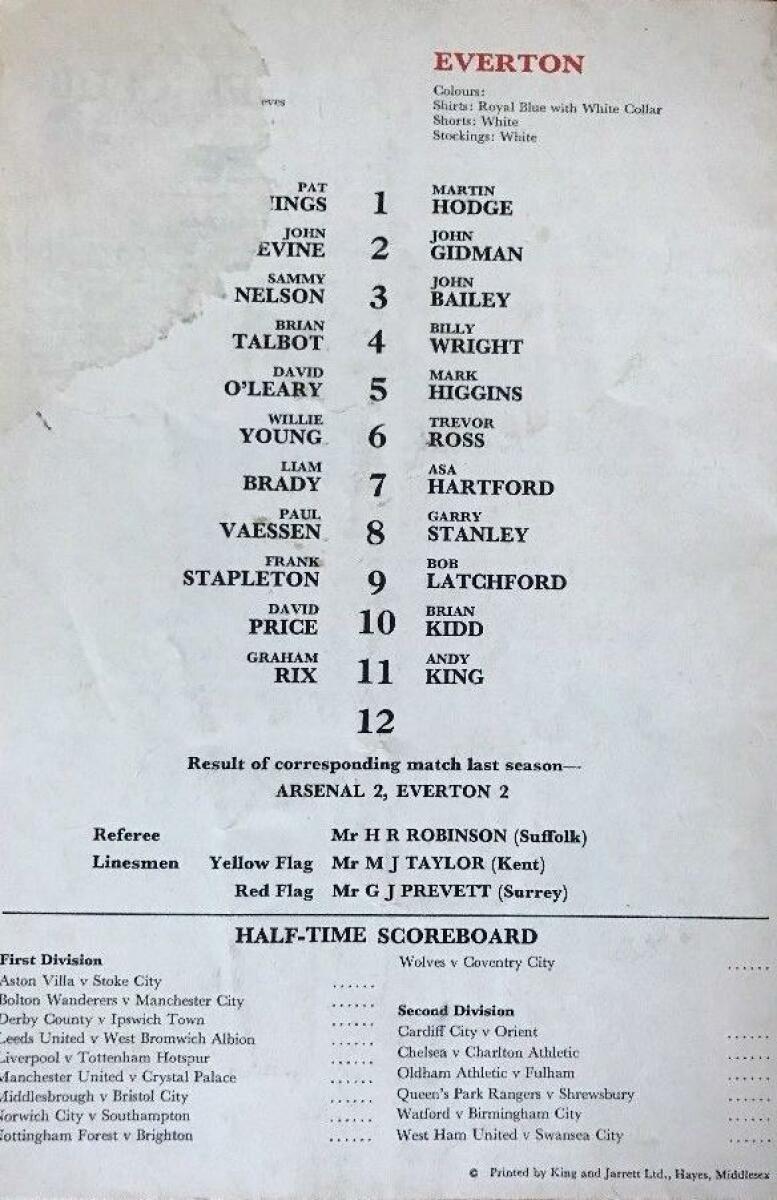 EVERTON
Colours:
eves Shirts: Royal Blue with White Collar
Shorts: White
Stockings: White
PAT MARTIN
INGS 1 HODGE
JOHN JOHN
EVINE 2 GIDMAN
SAMMY JOHN
NELSON 3 BAILEY
BRIAN BILLY
TALBOT 4 WRIGHT
DAVID MARK
O'LEARY 5 HIGGINS
WILLIE TREVOR
YOUNG 6 ROSS
LIAM ASA
BRADY 7 HARTFORD
PAUL GARRY
VAESSEN 8 STANLEY
FRANK BOB
STAPLETON 9 LATCHFORD
DAVID BRIAN
PRICE 10 KIDD
GRAHAM ANDY
RIX 11 KING
12
Result of corresponding match last season—
ARSENAL 2, EVERTON 2
Referee Mr H R ROBINSON (Suffolk)
Linesmen Yellow Flag Mr M J TAYLOR (Kent)
Red Flag Mr G J PREVETT (Surrey)
HALF-TIME SCOREBOARD
First Division
Aston Villa v Stoke City ......
Bolton Wanderers v Manchester City ......
Derby County v Ipswich Town ......
Leeds United v West Bromwich Albion ......
Liverpool v Tottenham Hotspur ......
Manchester United v Crystal Palace ......
Middlesbrough v Bristol City ......
Norwich City v Southampton ......
Nottingham Forest v Brighton ......
Wolves v Coventry City ......
Second Division
Cardiff City v Orient ......
Chelsea v Charlton Athletic ......
Oldham Athletic v Fulham ......
Queen's Park Rangers v Shrewsbury ......
Watford v Birmingham City ......
West Ham United v Swansea City ......
© Printed by King and Jarrett Ltd., Hayes, Middlesex